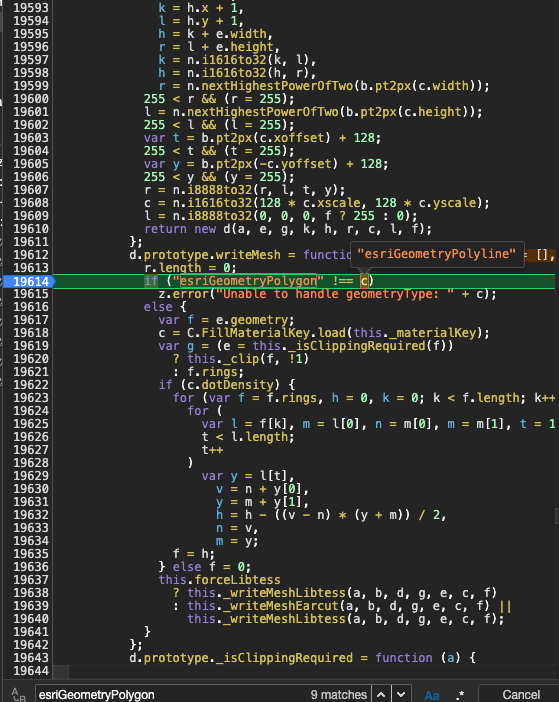 19593 k = h.x + 1,
19594 l = h.y + 1,
19595 h = k + e.width,
19596 r = l + e.height,
19597 k = n.i1616to32(k, l),
19598 h = n.i1616to32(h, r),
19599 r = n.nextHighestPowerOfTwo(b.pt2px(c.width));
19600 255 < r && (r = 255);
19601 l = n.nextHighestPowerOfTwo(b.pt2px(c.height));
19602 255 < l && (l = 255);
19603 var t = b.pt2px(c.xoffset) + 128;
19604 255 < t && (t = 255);
19605 var y = b.pt2px(-c.yoffset) + 128;
19606 255 < y && (y = 255);
19607 r = n.i8888to32(r, l, t, y);
19608 c = n.i1616to32(128 * c.xscale, 128 * c.yscale);
19609 l = n.i8888to32(0, 0, 0, f ? 255 : 0);
19610 return new d(a, e, g, k, h, r, c, l, f);
19611 };
19612 d.prototype.writeMesh = functio "esriGeometryPolyline" = [],
19613 r.length = 0;
19614 if ("esriGeometryPolygon" !== c)
19615 z.error("Unable to handle geometryType: " + c);
19616 else {
19617 var f = e.geometry;
19618 c = C.FillMaterialKey.load(this._materialKey);
19619 var g = (e = this._isClippingRequired(f))
19620 ? this._clip(f, !1)
19621 : f.rings;
19622 if (c.dotDensity) {
19623 for (var f = f.rings, h = 0, k = 0; k < f.length; k++
19624 for (
19625 var l = f[k], m = l[0], n = m[0], m = m[1], t = 1
19626 t < l.length;
19627 t++
19628 )
19629 var y = l[t],
19630 v = n + y[0],
19631 y = m + y[1],
19632 h = h - ((v - n) * (y + m)) / 2,
19633 n = v,
19634 m = y;
19635 f = h;
19636 } else f = 0;
19637 this.forceLibtess
19638 ? this._writeMeshLibtess(a, b, d, g, e, c, f)
19639 : this._writeMeshEarcut(a, b, d, g, e, c, f) ||
19640 this._writeMeshLibtess(a, b, d, g, e, c, f);
19641 }
19642 };
19643 d.prototype._isClippingRequired = function (a) {
19644
esriGeometryPolygon 9 matches Aa .* Cancel